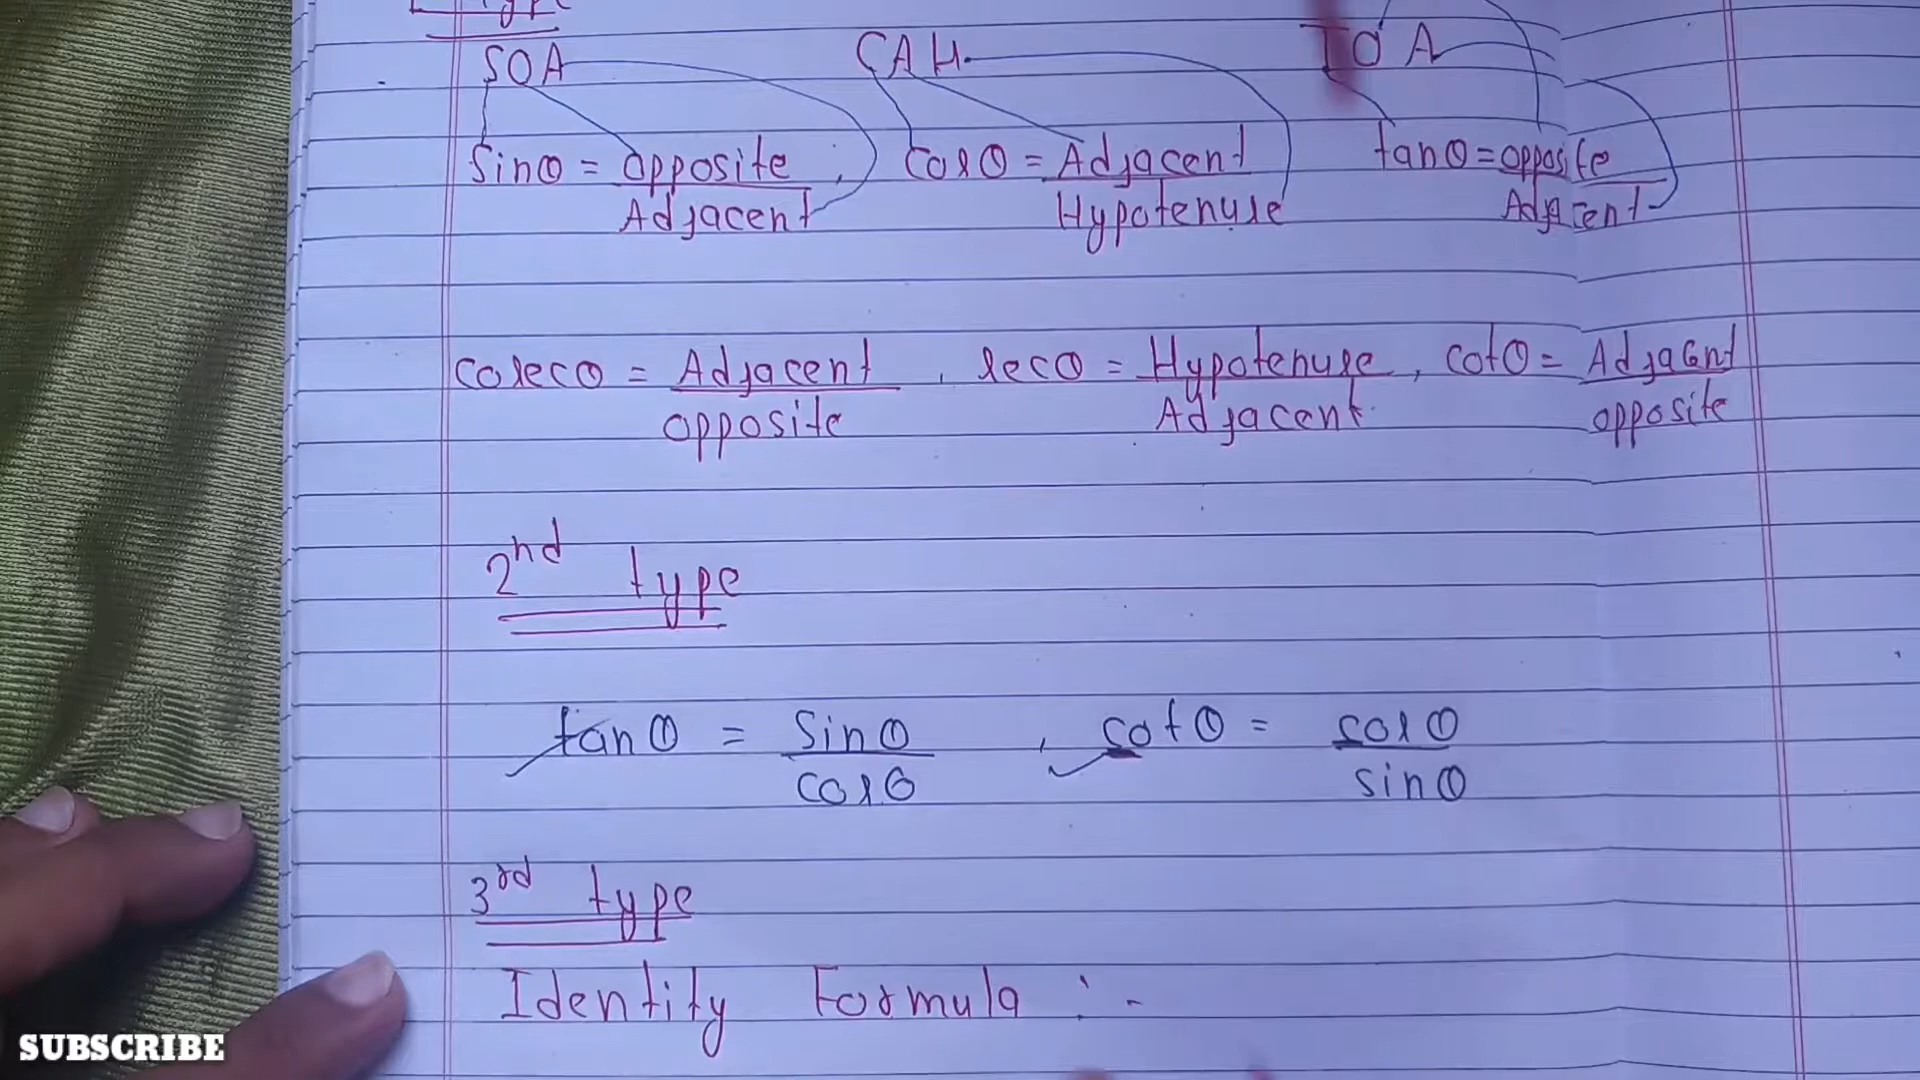 SOA CAH TOA
Sinθ = opposite / Adjacent , Cosθ = Adjacent / Hypotenuse tanθ = opposite / Adjacent
cosecθ = Adjacent / opposite , secθ = Hypotenuse / Adjacent , cotθ = Adjacent / opposite
2nd type
tanθ = Sinθ / cosθ , cotθ = cosθ / sinθ
3rd type
Identity Formula :-
SUBSCRIBE